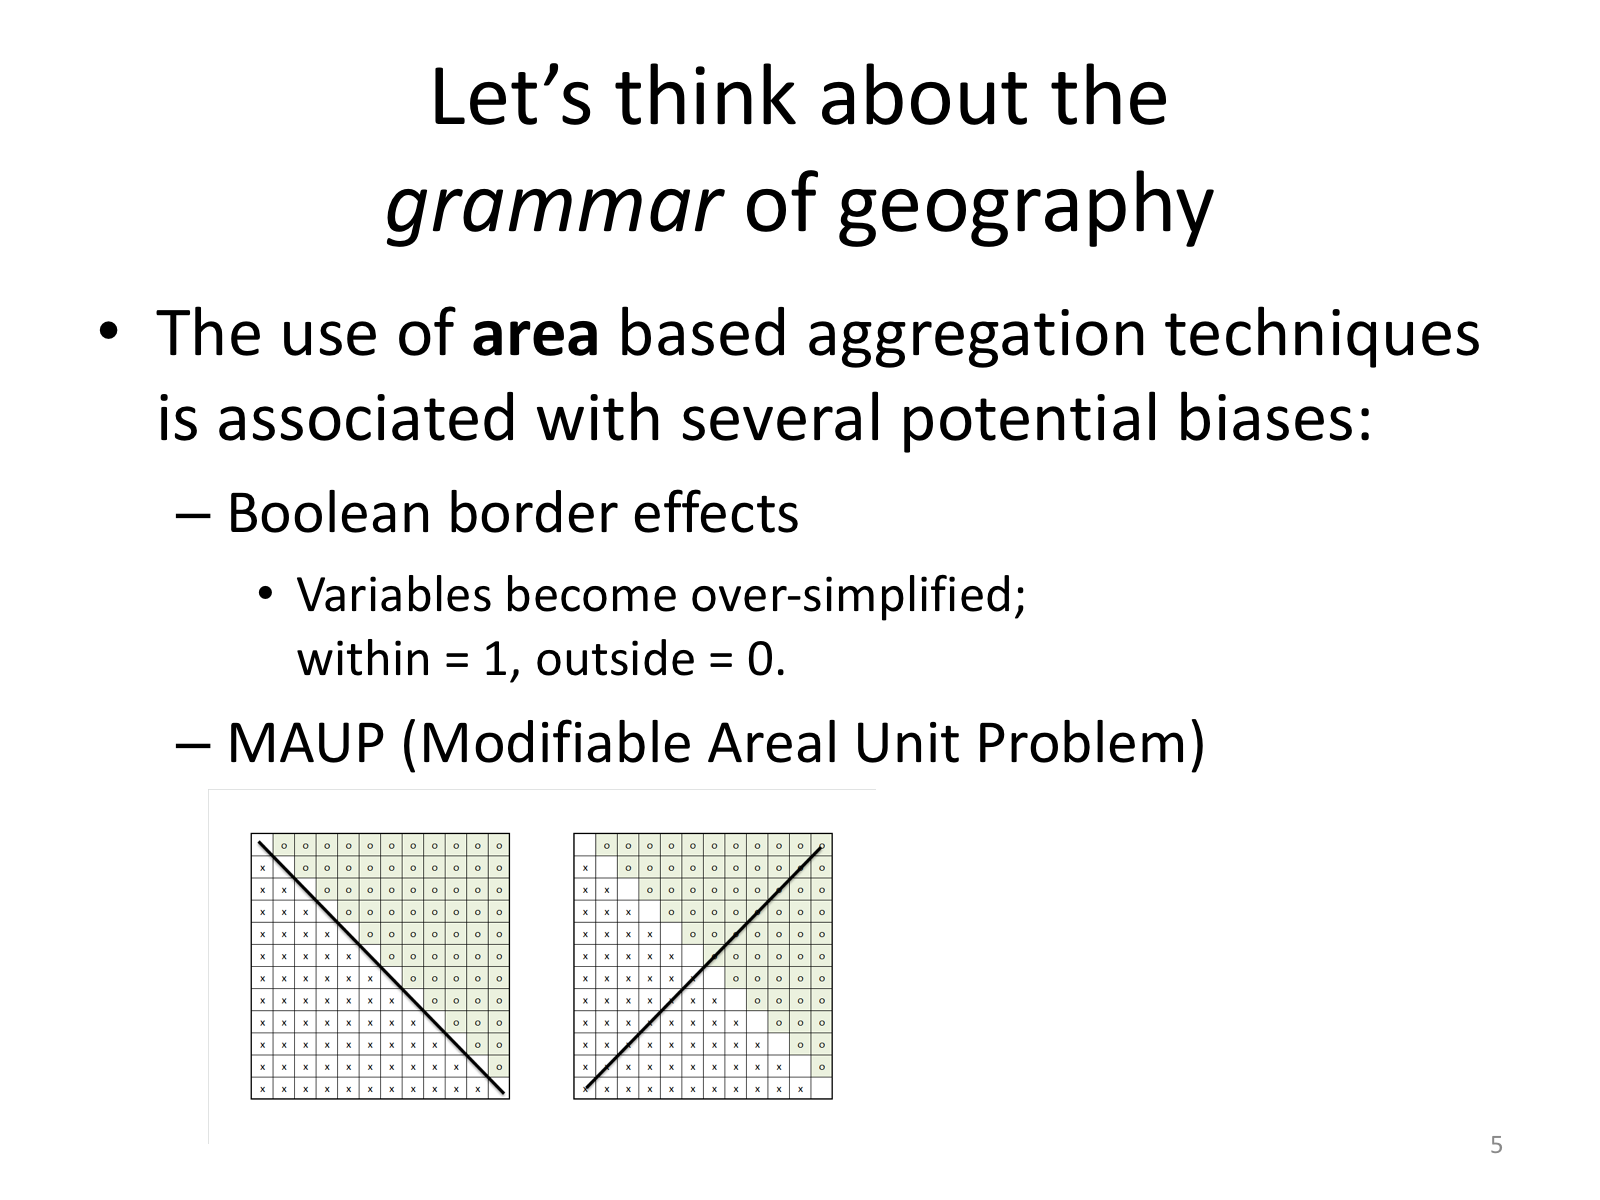 Let’s think about the
grammar of geography
• The use of area based aggregation techniques
is associated with several potential biases:
– Boolean border effects
• Variables become over-simplified;
within = 1, outside = 0.
– MAUP (Modifiable Areal Unit Problem)
o o o o o o o o o o o
x o o o o o o o o o o
x x o o o o o o o o o
x x x o o o o o o o o
x x x x o o o o o o o
x x x x x o o o o o o
x x x x x x o o o o o
x x x x x x x o o o o
x x x x x x x x o o o
x x x x x x x x x o o
x x x x x x x x x x o
x x x x x x x x x x x
o o o o o o o o o o o
x o o o o o o o o o o
x x o o o o o o o o o
x x x o o o o o o o o
x x x x o o o o o o o
x x x x x o o o o o o
x x x x x x o o o o o
x x x x x x x o o o o
x x x x x x x x o o o
x x x x x x x x x o o
x x x x x x x x x x o
x x x x x x x x x x x
5